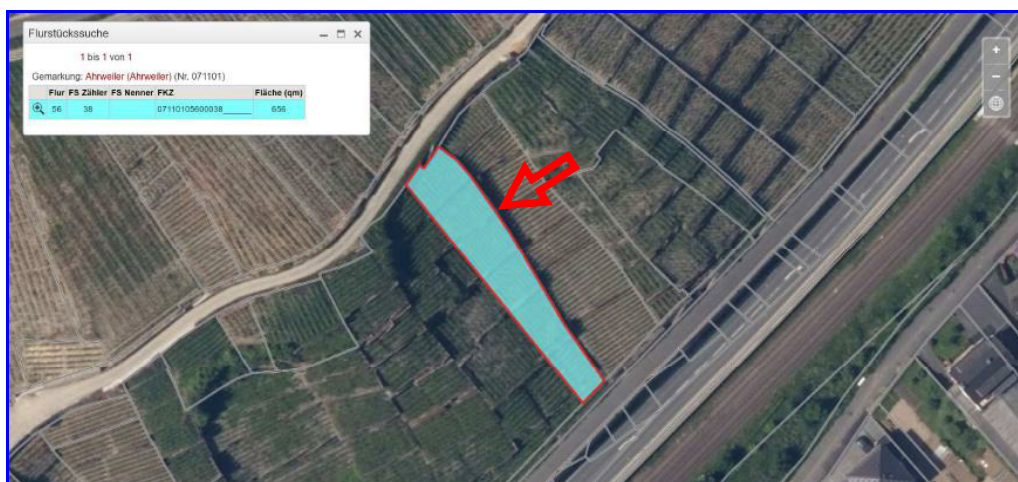 Flurstückssuche
1 bis 1 von 1
Gemarkung: Ahrweiler (Ahrweiler) (Nr. 071101)
Flur FS Zähler FS Nenner FKZ Fläche (qm)
56 38 07110105600038______ 656
+
−